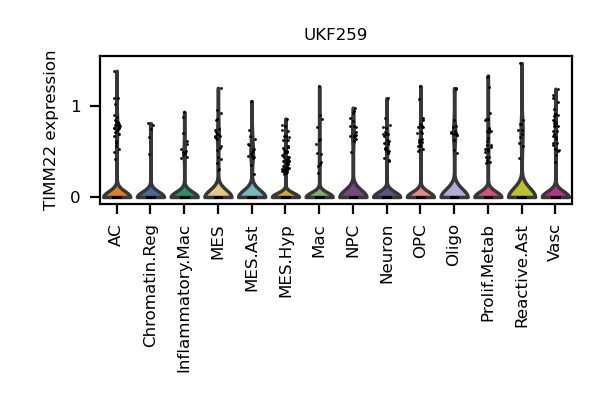 UKF259
TIMM22 expression
1
0
AC
Chromatin.Reg
Inflammatory.Mac
MES
MES.Ast
MES.Hyp
Mac
NPC
Neuron
OPC
Oligo
Prolif.Metab
Reactive.Ast
Vasc